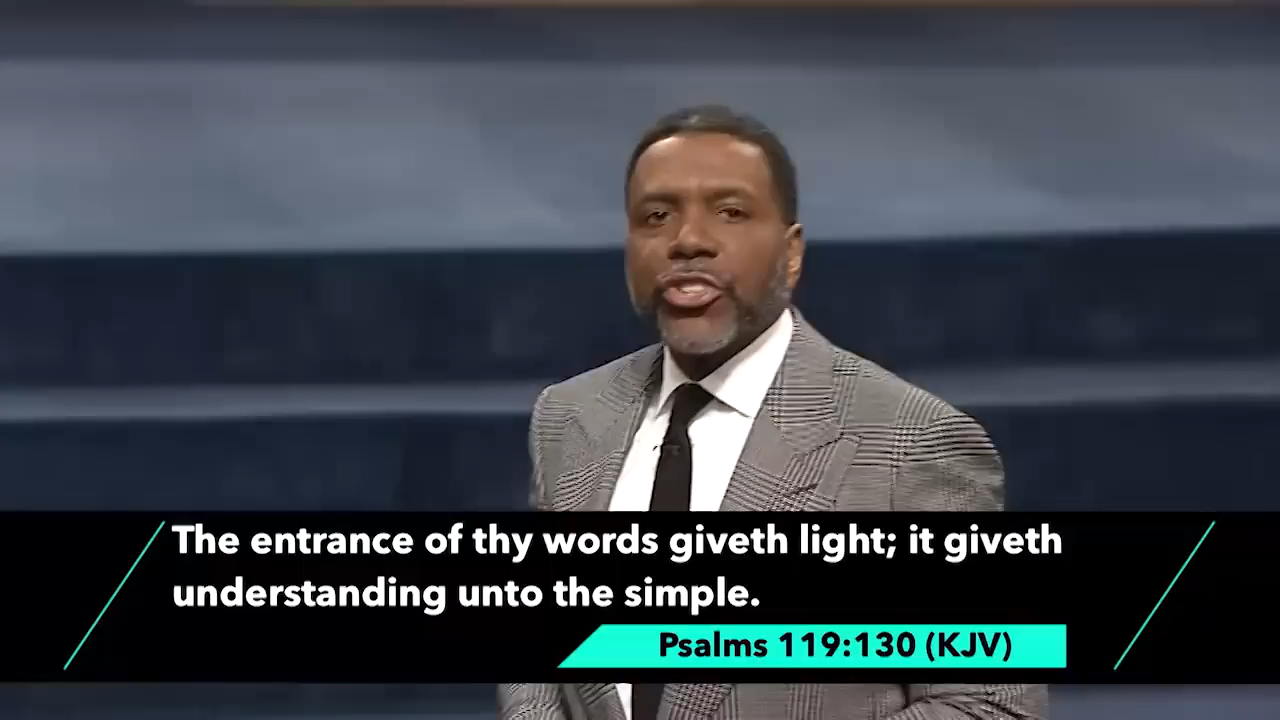 The entrance of thy words giveth light; it giveth
understanding unto the simple.
Psalms 119:130 (KJV)